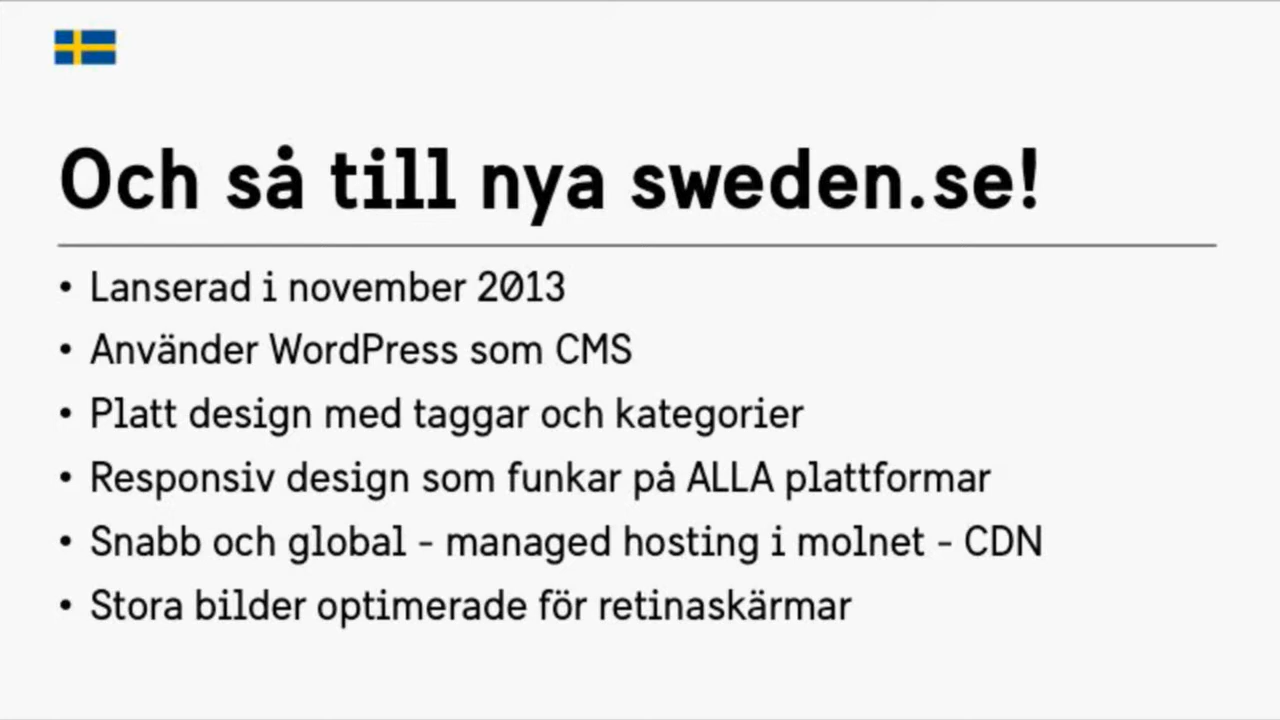 Och så till nya sweden.se!
• Lanserad i november 2013
• Använder WordPress som CMS
• Platt design med taggar och kategorier
• Responsiv design som funkar på ALLA plattformar
• Snabb och global - managed hosting i molnet - CDN
• Stora bilder optimerade för retinaskärmar